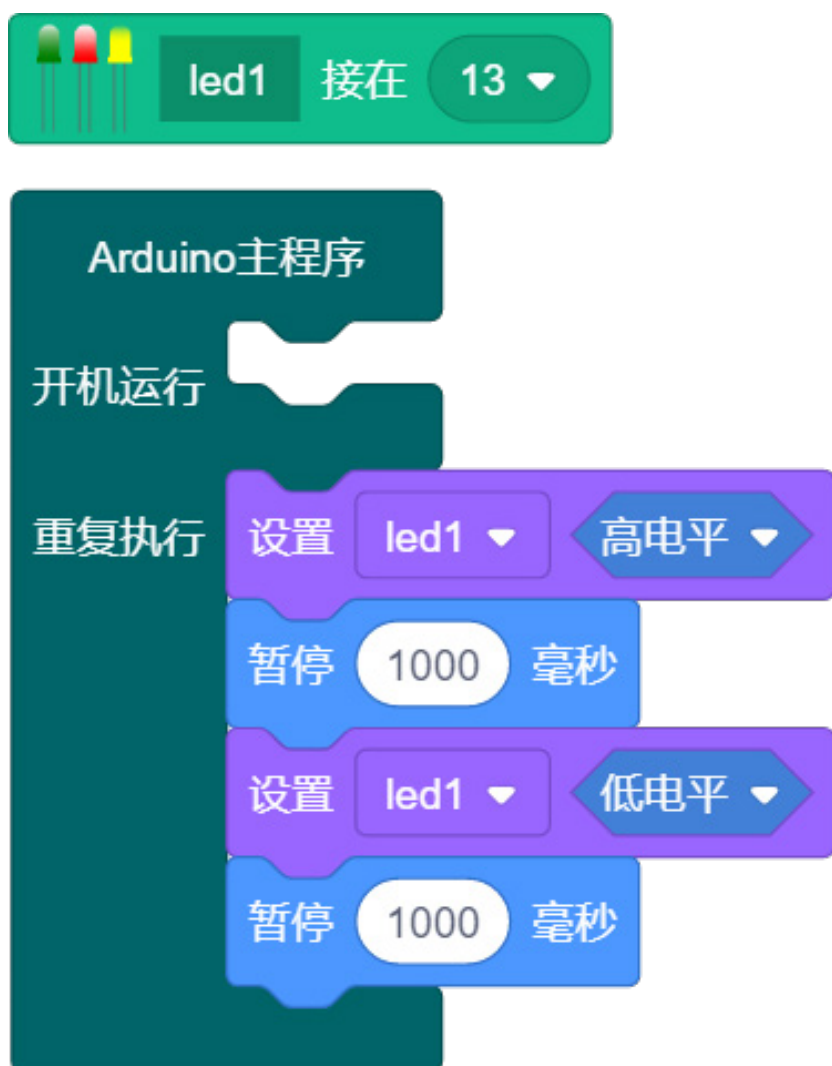 led1 接在 13
Arduino主程序
开机运行
重复执行 设置 led1 高电平
暂停 1000 毫秒
设置 led1 低电平
暂停 1000 毫秒